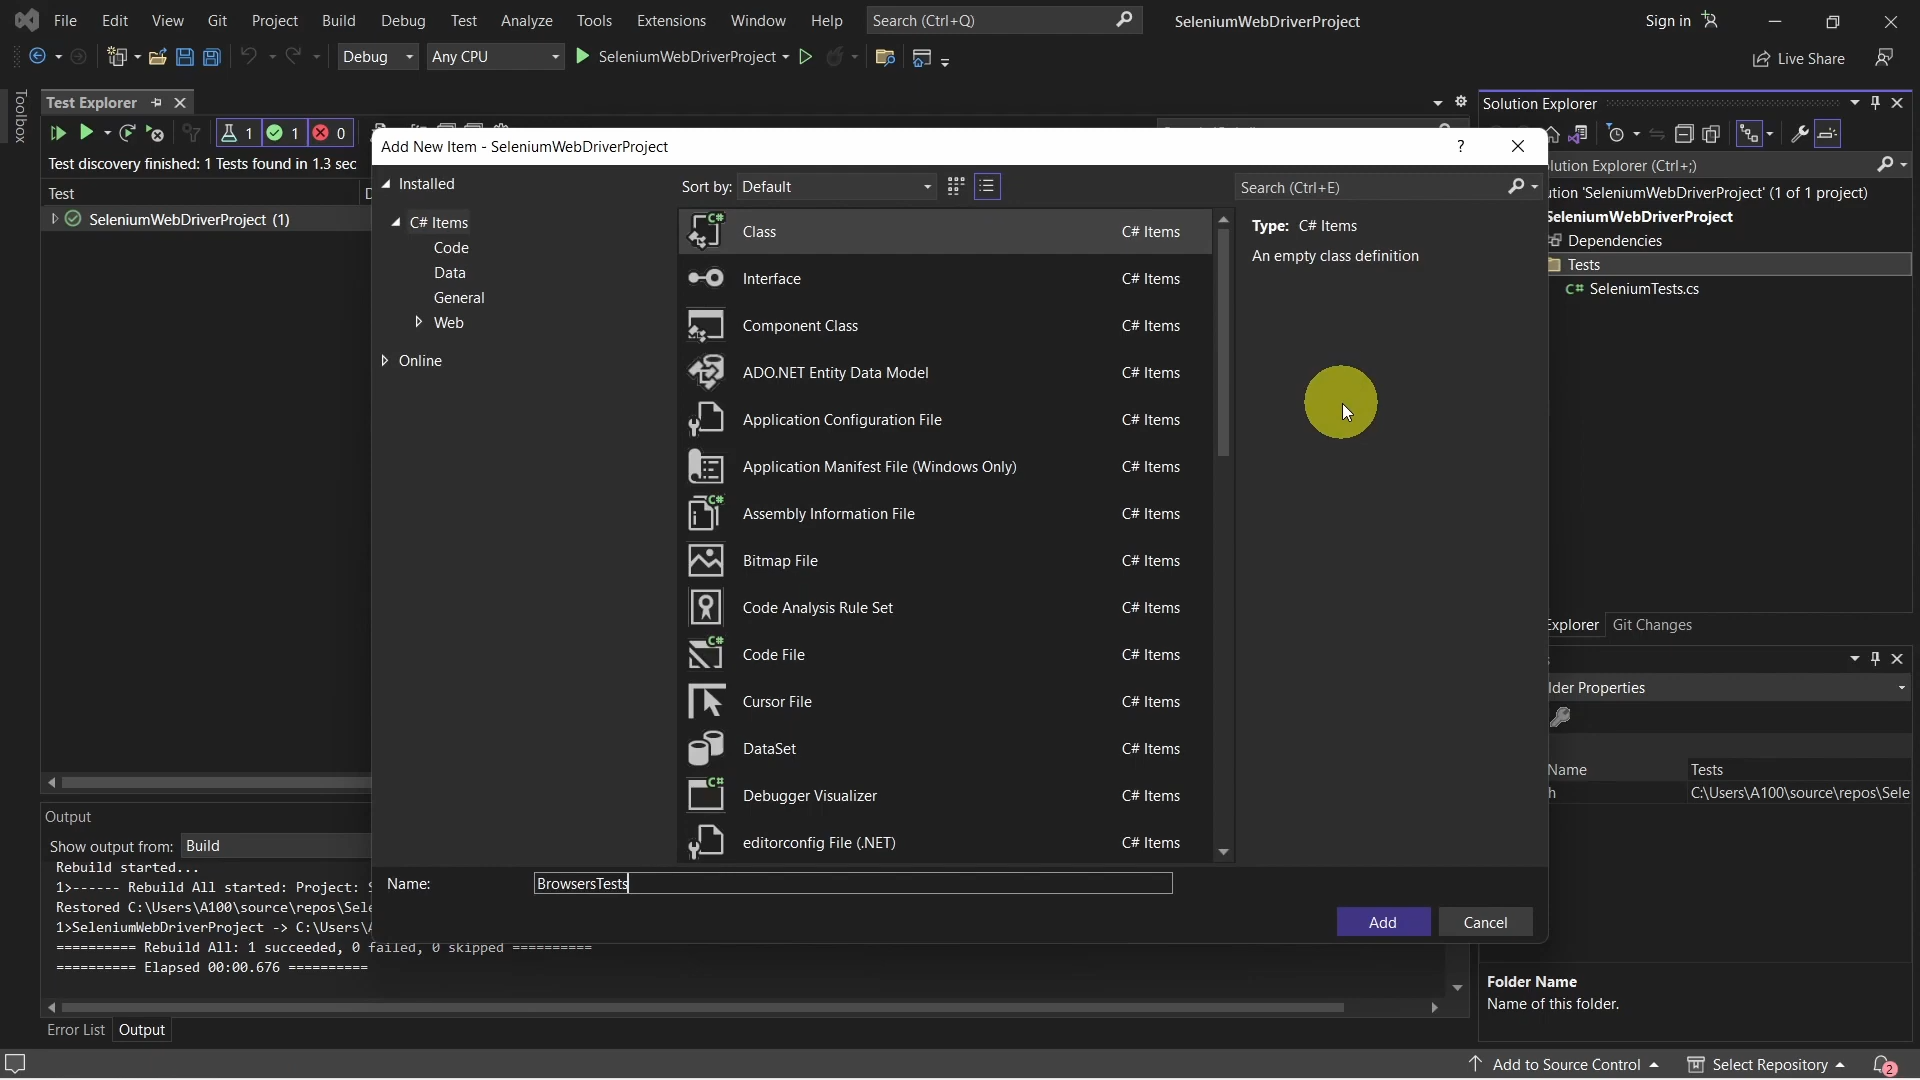 File Edit View Git Project Build Debug Test Analyze Tools Extensions Window Help Search (Ctrl+Q) SeleniumWebDriverProject Sign in
Debug Any CPU SeleniumWebDriverProject Live Share
Toolbox
Test Explorer
1 1 0
Test discovery finished: 1 Tests found in 1.3 sec
Test D
SeleniumWebDriverProject (1)
Add New Item - SeleniumWebDriverProject ?
Installed
C# Items
Code
Data
General
Web
Online
Sort by: Default
Search (Ctrl+E)
Class C# Items
Interface C# Items
Component Class C# Items
ADO.NET Entity Data Model C# Items
Application Configuration File C# Items
Application Manifest File (Windows Only) C# Items
Assembly Information File C# Items
Bitmap File C# Items
Code Analysis Rule Set C# Items
Code File C# Items
Cursor File C# Items
DataSet C# Items
Debugger Visualizer C# Items
editorconfig File (.NET) C# Items
Type: C# Items
An empty class definition
Name: BrowsersTests
Add Cancel
Solution Explorer
lution Explorer (Ctrl+;)
ution 'SeleniumWebDriverProject' (1 of 1 project)
SeleniumWebDriverProject
Dependencies
Tests
C# SeleniumTests.cs
Explorer Git Changes
lder Properties
Name Tests
h C:\Users\A100\source\repos\Sele
Folder Name
Name of this folder.
Output
Show output from: Build
Rebuild started...
1>------ Rebuild All started: Project: S
Restored C:\Users\A100\source\repos\Sele
1>SeleniumWebDriverProject -> C:\Users\A
========== Rebuild All: 1 succeeded, 0 failed, 0 skipped ==========
========== Elapsed 00:00.676 ==========
Error List Output
Add to Source Control Select Repository 2